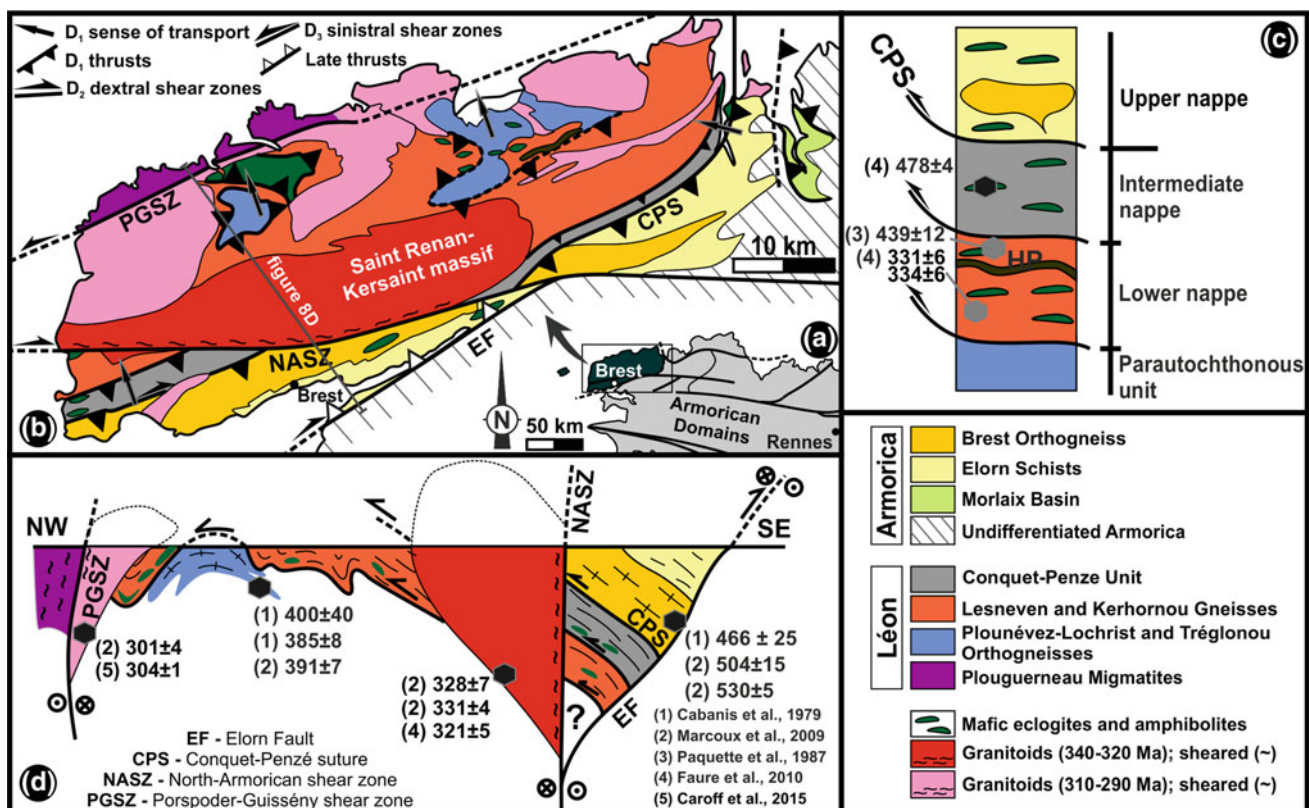 D1 sense of transport
D1 thrusts
D2 dextral shear zones
D3 sinistral shear zones
Late thrusts
PGSZ
figure 8D
Saint Renan-
Kersaint massif
CPS
10 km
NASZ
EF
Brest
(a)
Brest
Armorican
Domains
Rennes
N
50 km
(b)
(c)
CPS
Upper nappe
(4) 478±4
Intermediate
nappe
(3) 439±12
(4) 331±6
334±6
HP
Lower nappe
Parautochthonous
unit
NW
NASZ
SE
PGSZ
CPS
(2) 301±4
(5) 304±1
(1) 400±40
(1) 385±8
(2) 391±7
(2) 328±7
(2) 331±4
(4) 321±5
?
EF
(1) 466 ± 25
(2) 504±15
(2) 530±5
(1) Cabanis et al., 1979
(2) Marcoux et al., 2009
(3) Paquette et al., 1987
(4) Faure et al., 2010
(5) Caroff et al., 2015
EF - Elorn Fault
CPS - Conquet-Penzé suture
NASZ - North-Armorican shear zone
PGSZ - Porspoder-Guissény shear zone
(d)
Armorica
Brest Orthogneiss
Elorn Schists
Morlaix Basin
Undifferentiated Armorica
Léon
Conquet-Penze Unit
Lesneven and Kerhornou Gneisses
Plounévez-Lochrist and Tréglonou
Orthogneisses
Plouguerneau Migmatites
Mafic eclogites and amphibolites
Granitoids (340-320 Ma); sheared (~)
Granitoids (310-290 Ma); sheared (~)